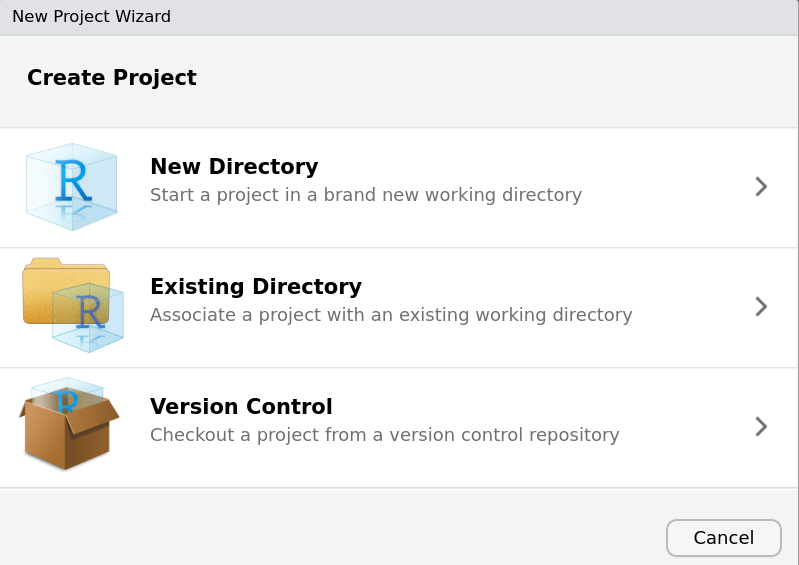 New Project Wizard
Create Project
R
New Directory
Start a project in a brand new working directory
R
Existing Directory
Associate a project with an existing working directory
R
Version Control
Checkout a project from a version control repository
Cancel